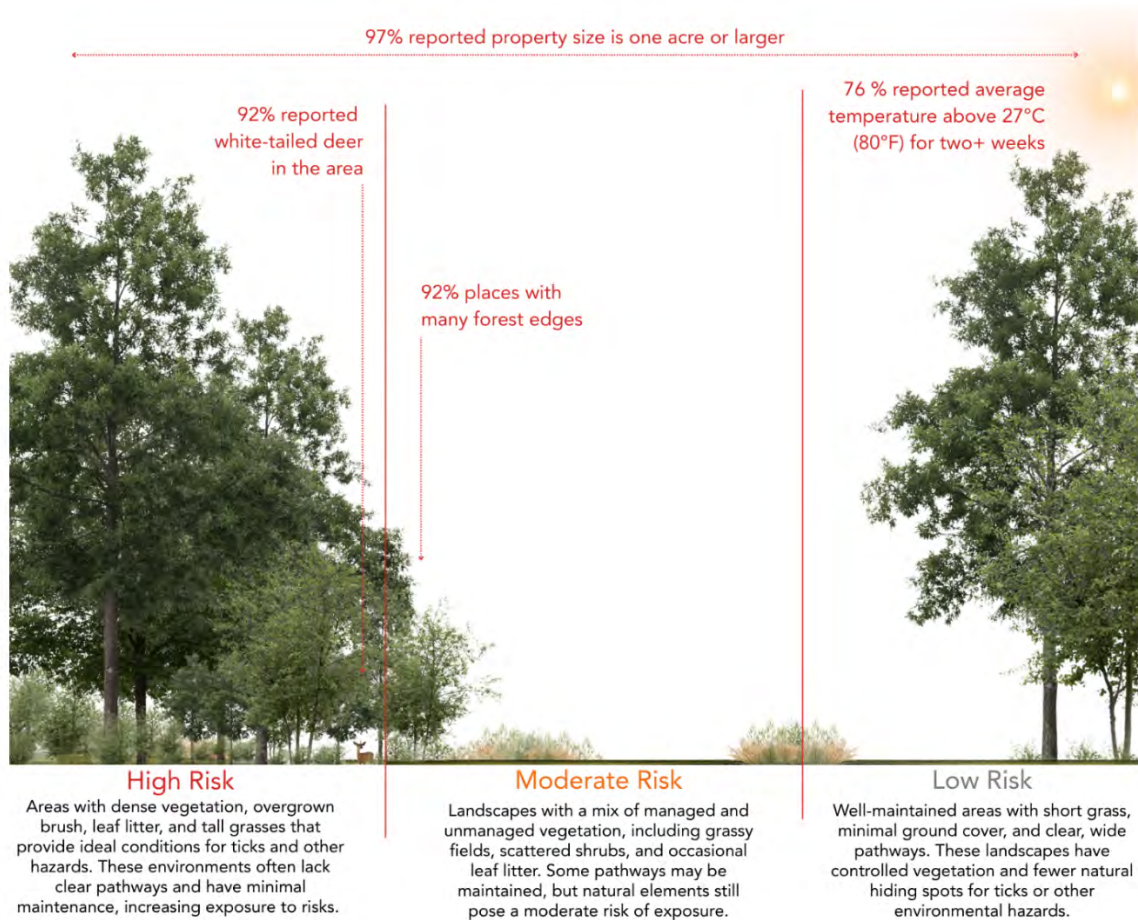 97% reported property size is one acre or larger
92% reported
white-tailed deer
in the area
76 % reported average
temperature above 27°C
(80°F) for two+ weeks
92% places with
many forest edges
High Risk
Areas with dense vegetation, overgrown
brush, leaf litter, and tall grasses that
provide ideal conditions for ticks and other
hazards. These environments often lack
clear pathways and have minimal
maintenance, increasing exposure to risks.
Moderate Risk
Landscapes with a mix of managed and
unmanaged vegetation, including grassy
fields, scattered shrubs, and occasional
leaf litter. Some pathways may be
maintained, but natural elements still
pose a moderate risk of exposure.
Low Risk
Well-maintained areas with short grass,
minimal ground cover, and clear, wide
pathways. These landscapes have
controlled vegetation and fewer natural
hiding spots for ticks or other
environmental hazards.